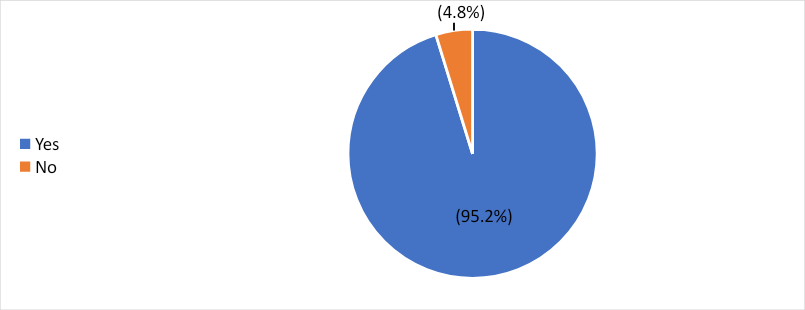 (4.8%)
Yes
No
(95.2%)